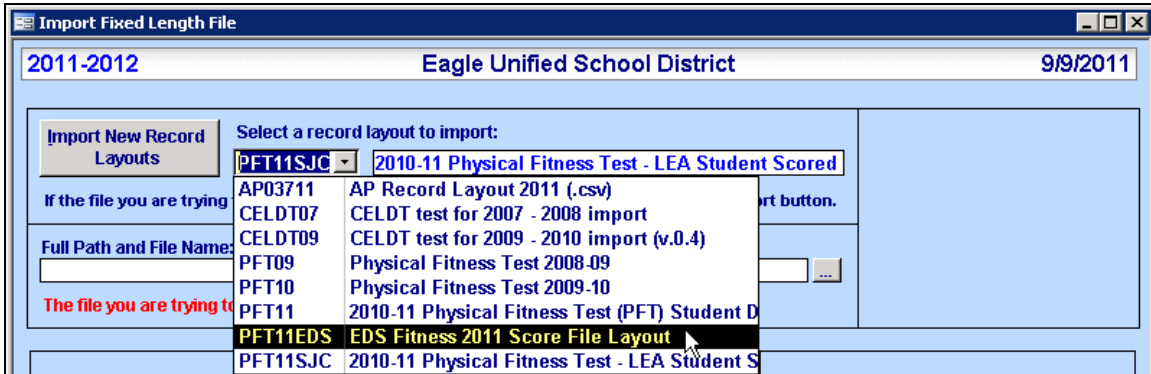 Import Fixed Length File
2011-2012 Eagle Unified School District 9/9/2011
Import New Record Layouts
Select a record layout to import:
PFT11SJC 2010-11 Physical Fitness Test - LEA Student Scored
If the file you are trying
ort button.
AP03711 AP Record Layout 2011 (.csv)
CELDT07 CELDT test for 2007 - 2008 import
CELDT09 CELDT test for 2009 - 2010 import (v.0.4)
PFT09 Physical Fitness Test 2008-09
PFT10 Physical Fitness Test 2009-10
PFT11 2010-11 Physical Fitness Test (PFT) Student D
PFT11EDS EDS Fitness 2011 Score File Layout
PFT11SJC 2010-11 Physical Fitness Test - LEA Student S
Full Path and File Name:
...
The file you are trying to